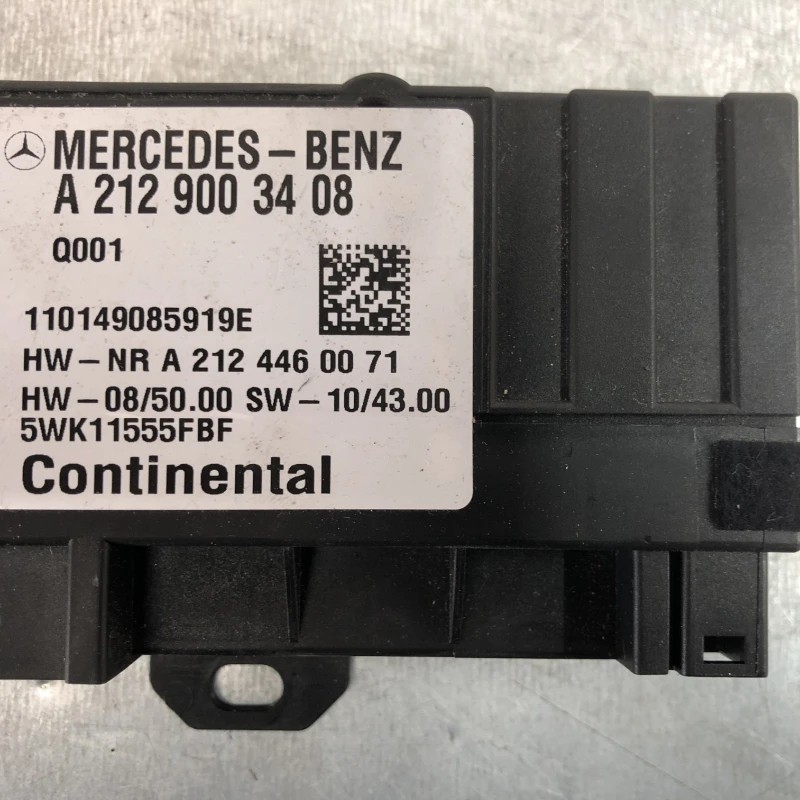 MERCEDES-BENZ
A 212 900 34 08
Q001
110149085919E
HW-NR A 212 446 00 71
HW-08/50.00 SW-10/43.00
5WK11555FBF
Continental